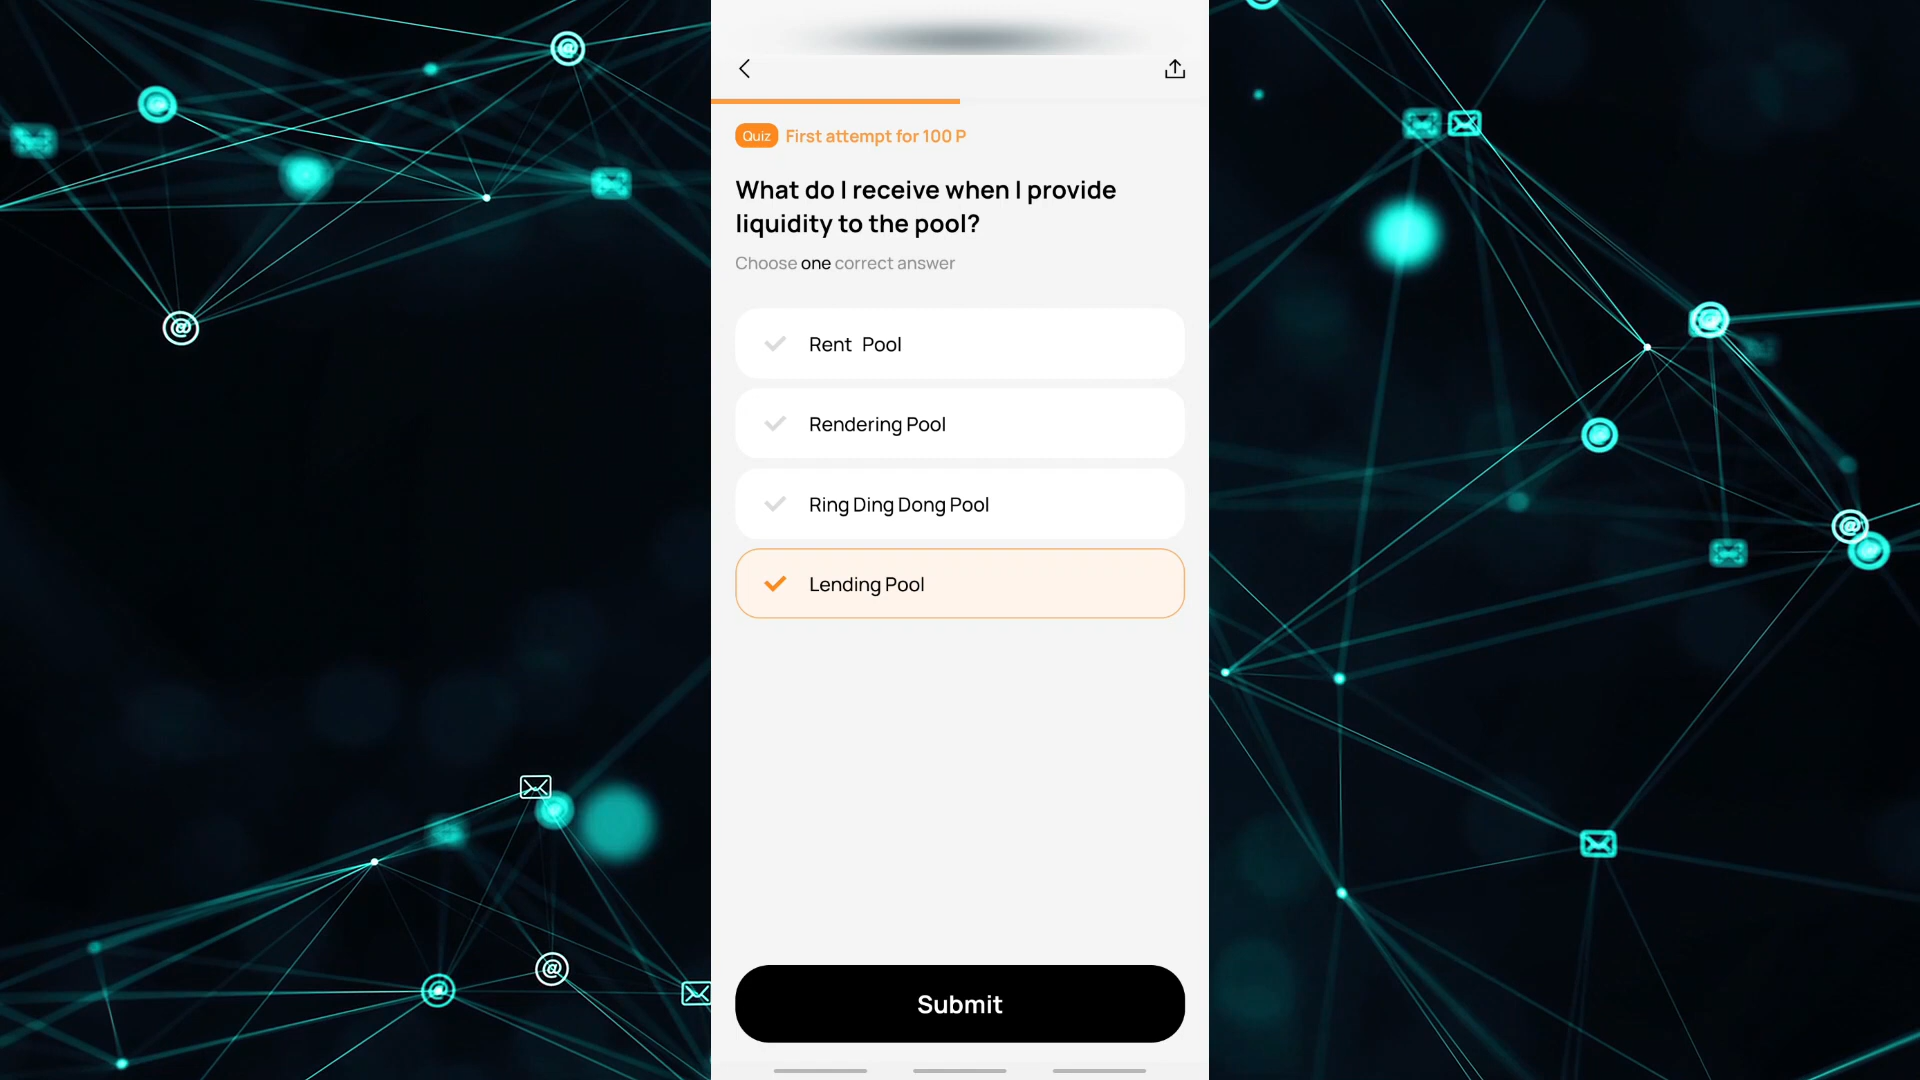 Quiz First attempt for 100 P
What do I receive when I provide
liquidity to the pool?
Choose one correct answer
Rent Pool
Rendering Pool
Ring Ding Dong Pool
Lending Pool
Submit